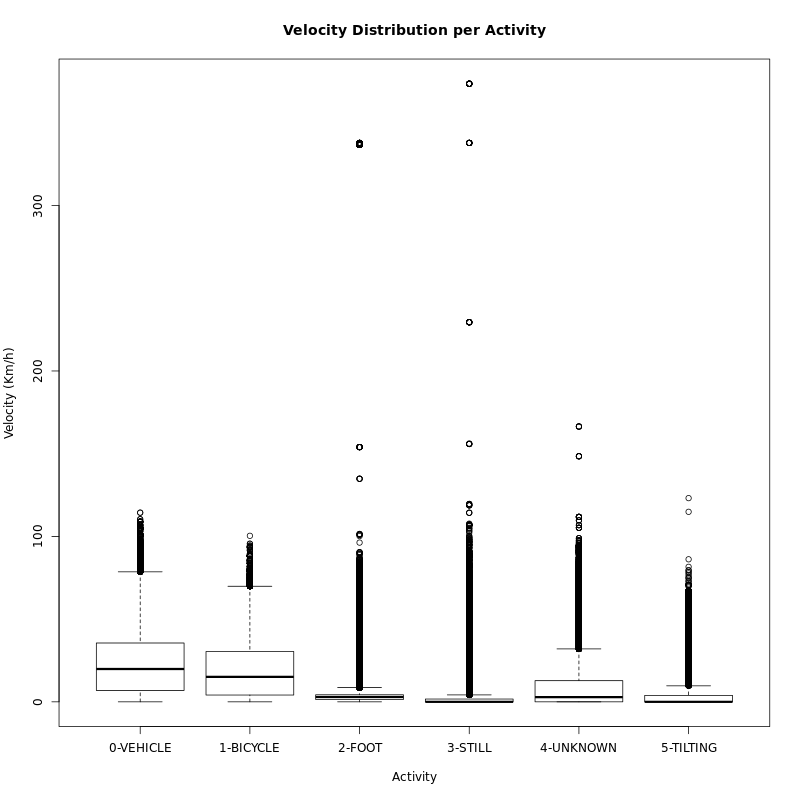 Velocity Distribution per Activity
Velocity (Km/h)
300
200
100
0
0-VEHICLE 1-BICYCLE 2-FOOT 3-STILL 4-UNKNOWN 5-TILTING
Activity